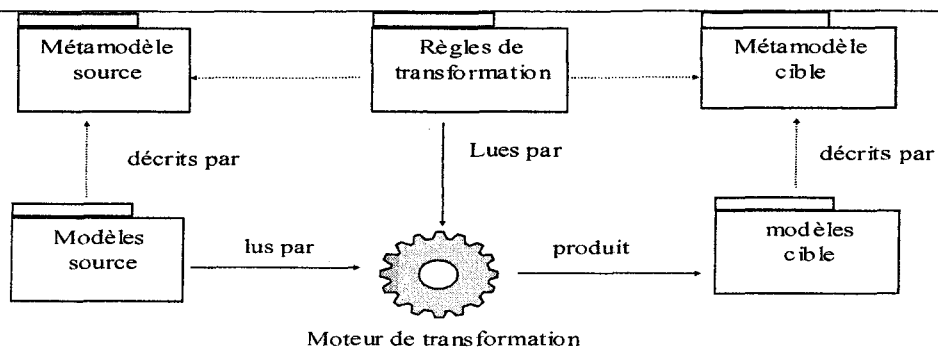 Métamodèle
source
Règles de
transformation
Métamodèle
cible
décrits par
Lues par
décrits par
Modèles
source
lus par
produit
modèles
cible
Moteur de transformation